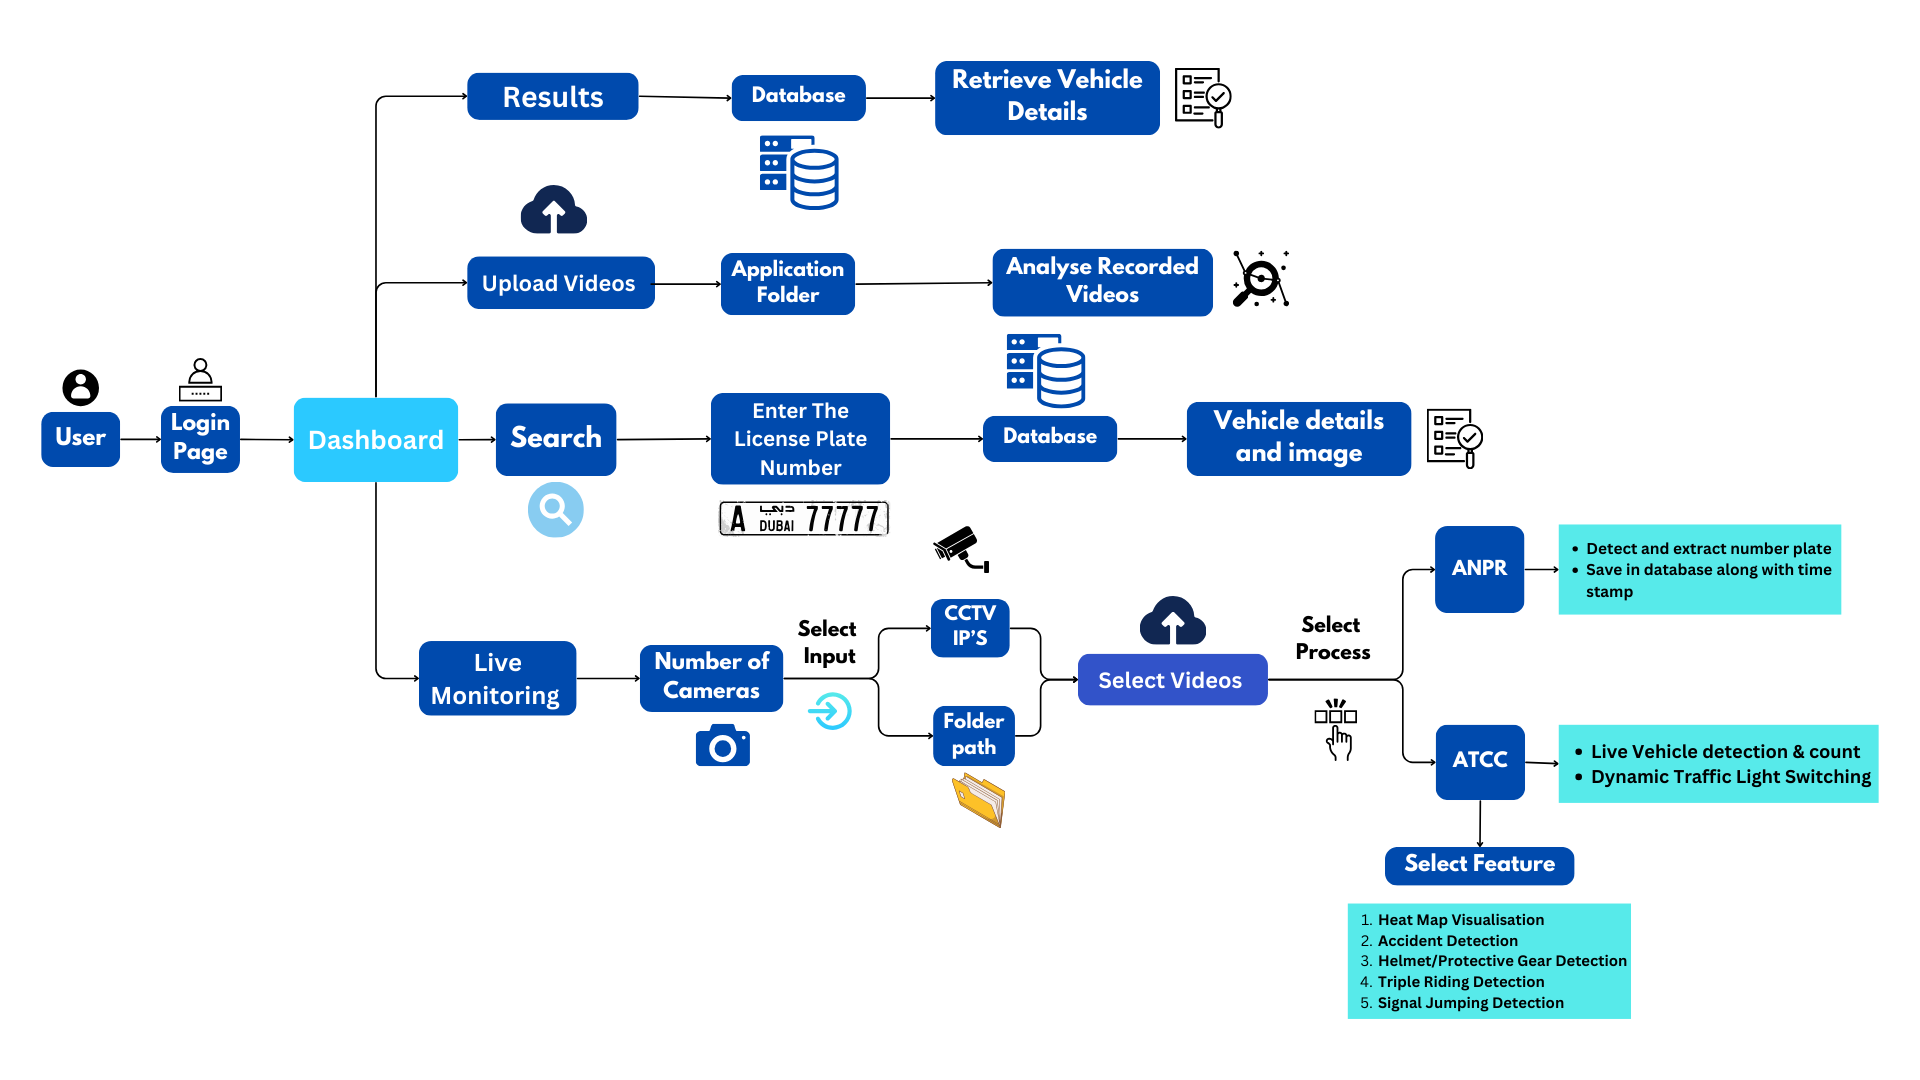 Results
Database
Retrieve Vehicle
Details
Upload Videos
Application
Folder
Analyse Recorded
Videos
User
Login
Page
Dashboard
Search
Enter The
License Plate
Number
Database
Vehicle details
and image
A
دبي
DUBAI
77777
Live
Monitoring
Number of
Cameras
Select
Input
CCTV
IP'S
Folder
path
Select Videos
Select
Process
ANPR
• Detect and extract number plate
• Save in database along with time
stamp
ATCC
• Live Vehicle detection & count
• Dynamic Traffic Light Switching
Select Feature
1. Heat Map Visualisation
2. Accident Detection
3. Helmet/Protective Gear Detection
4. Triple Riding Detection
5. Signal Jumping Detection